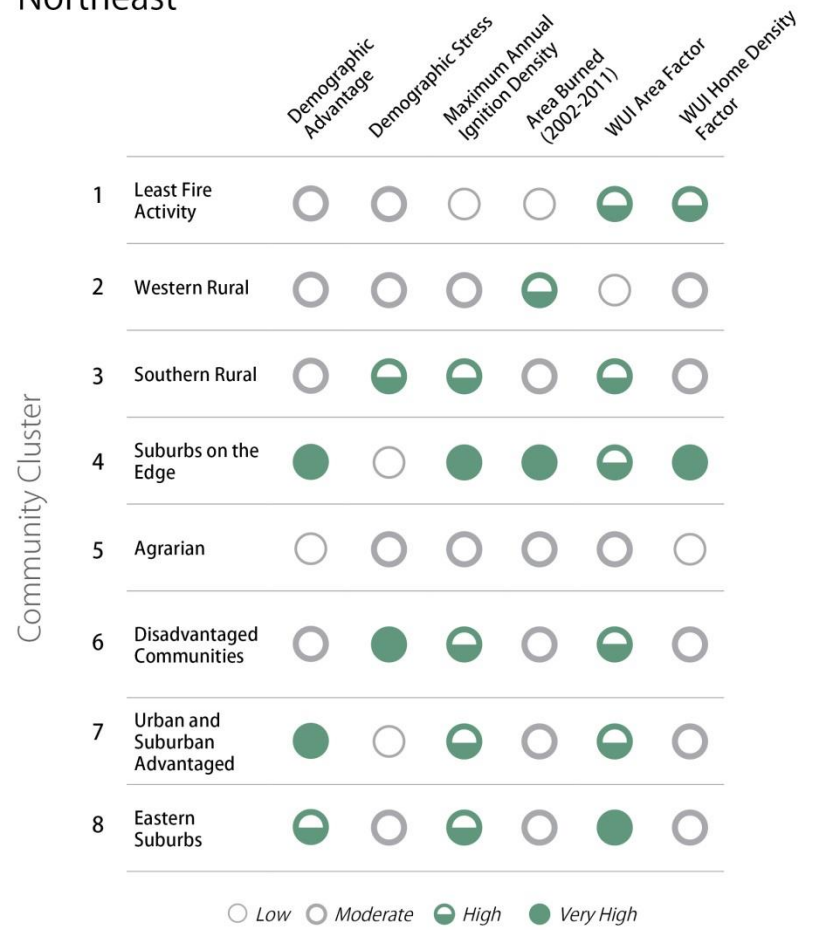 Northeast
Demographic
Advantage
Demographic Stress
Maximum Annual
Ignition Density
Area Burned
(2002-2011)
WUI Area Factor
WUI Home Density
Factor
Community Cluster
1 Least Fire
Activity
2 Western Rural
3 Southern Rural
4 Suburbs on the
Edge
5 Agrarian
6 Disadvantaged
Communities
7 Urban and
Suburban
Advantaged
8 Eastern
Suburbs
Low Moderate High Very High